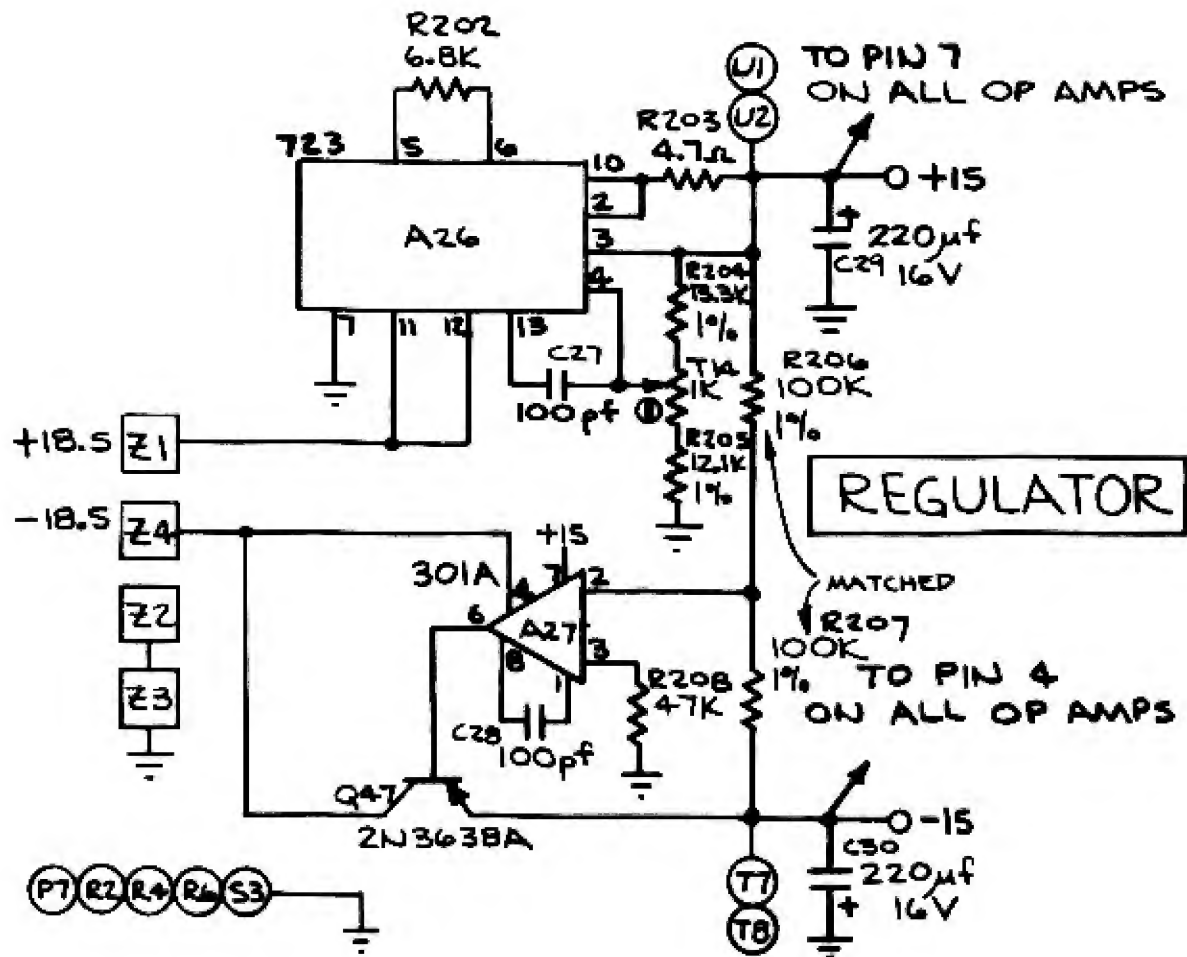 R202
6.8K
U1
U2
TO PIN 7
ON ALL OP AMPS
723
5
6
R203
4.7Ω
10
2
A26
3
4
+15
+
220µf
C29
16V
R204
13.3K
1%
7
11
12
13
C27
100pf
T14
1K
R205
12.1K
1%
R206
100K
1%
+18.5
Z1
REGULATOR
-18.5
Z4
+15
301A
4
7
2
MATCHED
6
A27
R207
100K
1%
Z2
8
1
3
R208
47K
TO PIN 4
ON ALL OP AMPS
Z3
C28
100pf
Q47
2N3638A
-15
C30
220µf
+
16V
P7
R2
R4
R6
S3
T7
T8